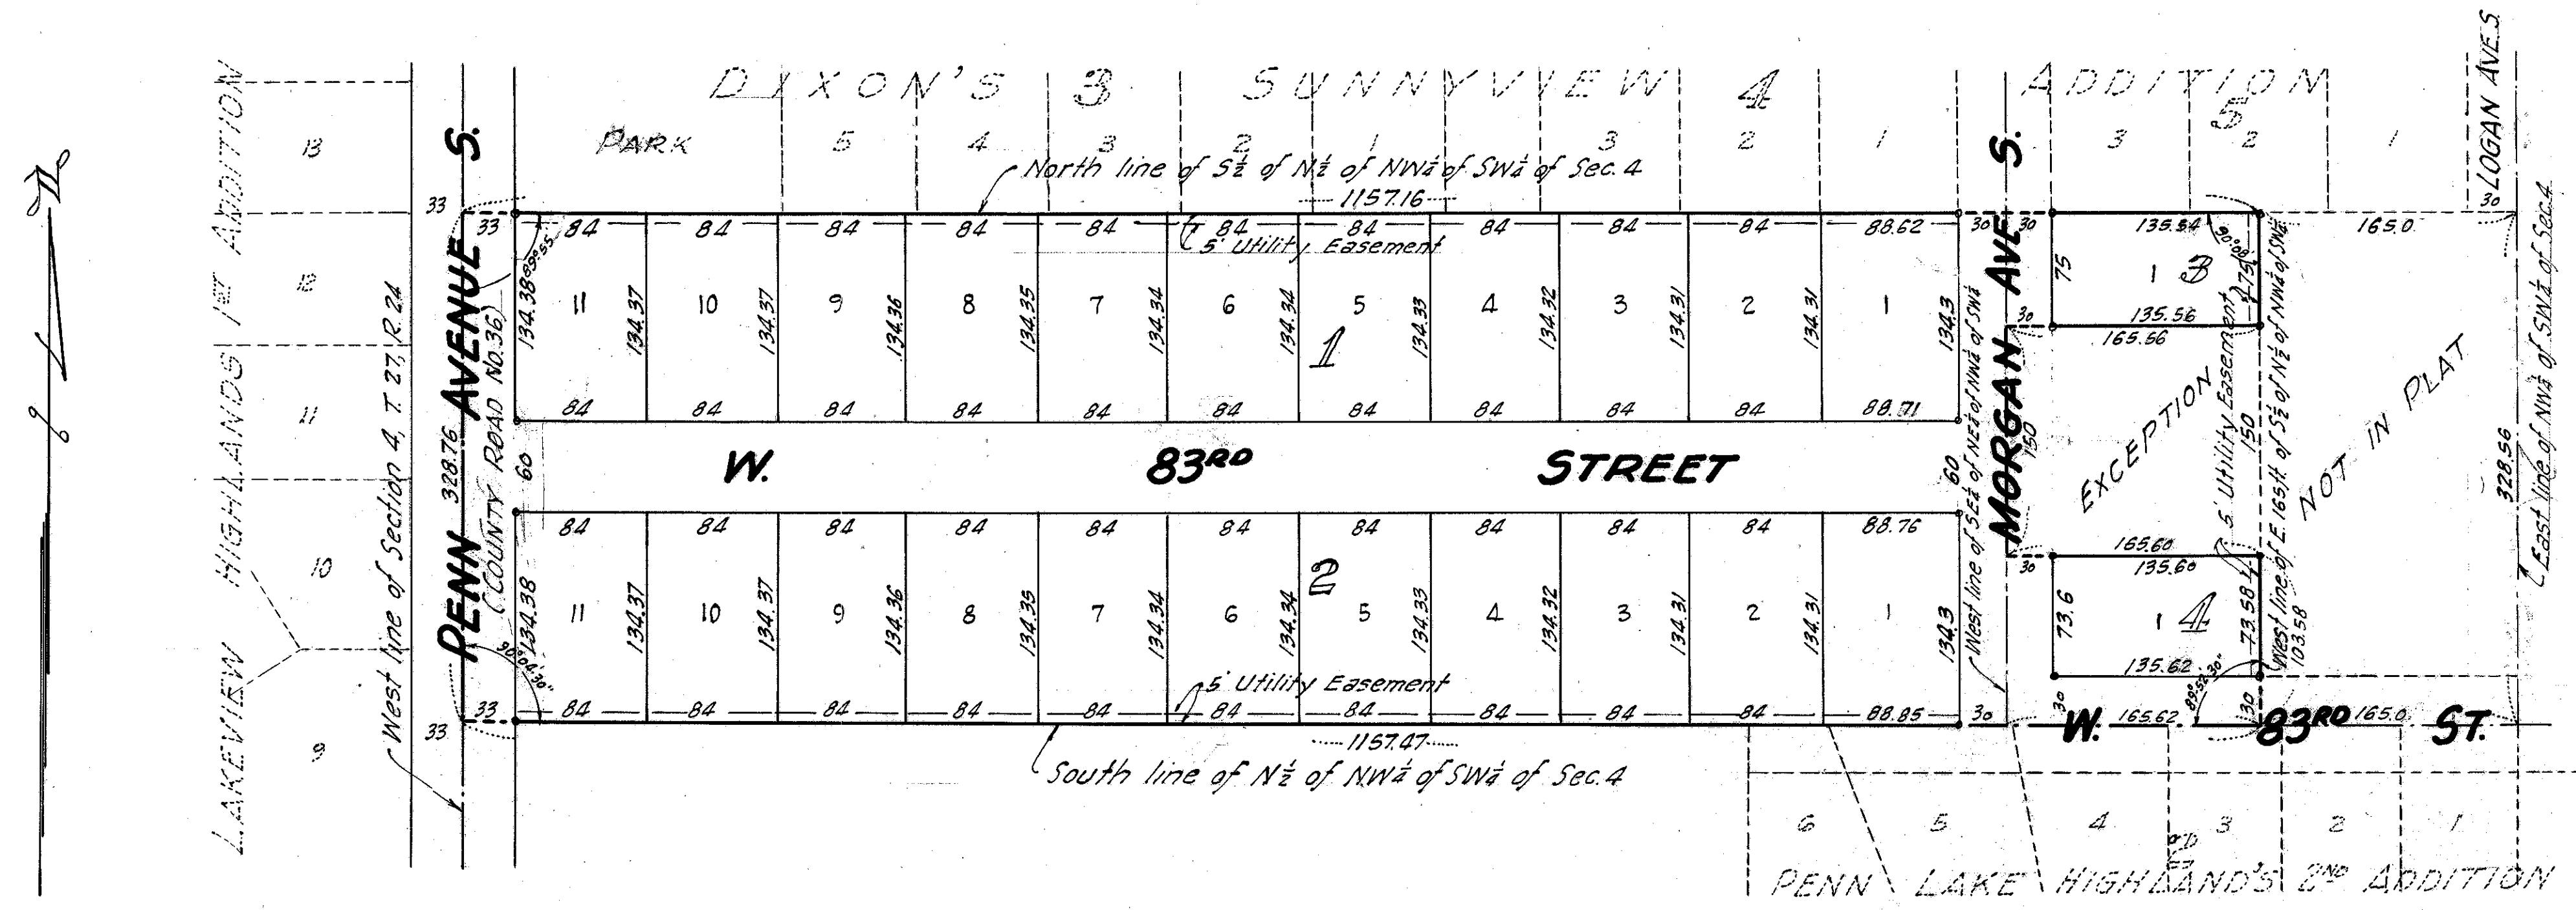 DIXON'S 3 SUNNYVIEW 4 ADDITION 5
PARK 5 4 3 2 1 3 2 1 3 2 1
LOGAN AVE S.
LAKEVIEW HIGHLANDS 1ST ADDITION
13
12
11
10
9
West line of Section 4, T. 27, R. 24
PENN AVENUE S.
(COUNTY ROAD No.36)
328.76
33
33
33
33
North line of S½ of N½ of NW¼ of SW¼ of Sec. 4
1157.16
84 84 84 84 84 84 84 84 84 84 88.62 30 30 135.54 165.0 30
5' Utility Easement
134.38 134.37 134.37 134.36 134.35 134.34 134.34 134.33 134.32 134.31 134.31 134.3
11 10 9 8 7 6 5 4 3 2 1
1
84 84 84 84 84 84 84 84 84 84 88.71
60
W. 83RD STREET
60
84 84 84 84 84 84 84 84 84 84 88.76
134.38 134.37 134.37 134.36 134.35 134.34 134.34 134.33 134.32 134.31 134.31 134.3
11 10 9 8 7 6 5 4 3 2 1
2
90°04'30"
5' Utility Easement
84 84 84 84 84 84 84 84 84 84 88.85 30
1157.47
South line of N½ of NW¼ of SW¼ of Sec. 4
MORGAN AVE S.
150
75 1 3 75
30 135.56
165.56
EXCEPTION
5' Utility Easement
150
NOT IN PLAT
165.60
30 135.60
73.6 1 4 73.58
135.62
89°52'30"
103.58
30 165.62 30 165.0
W. 83RD ST.
West line of E. 165 ft. of S½ of N½ of NW¼ of SW¼
328.56
East line of NW¼ of SW¼ of Sec. 4
6 5 4 3 2 1
2
PENN LAKE HIGHLAND'S 2ND ADDITION